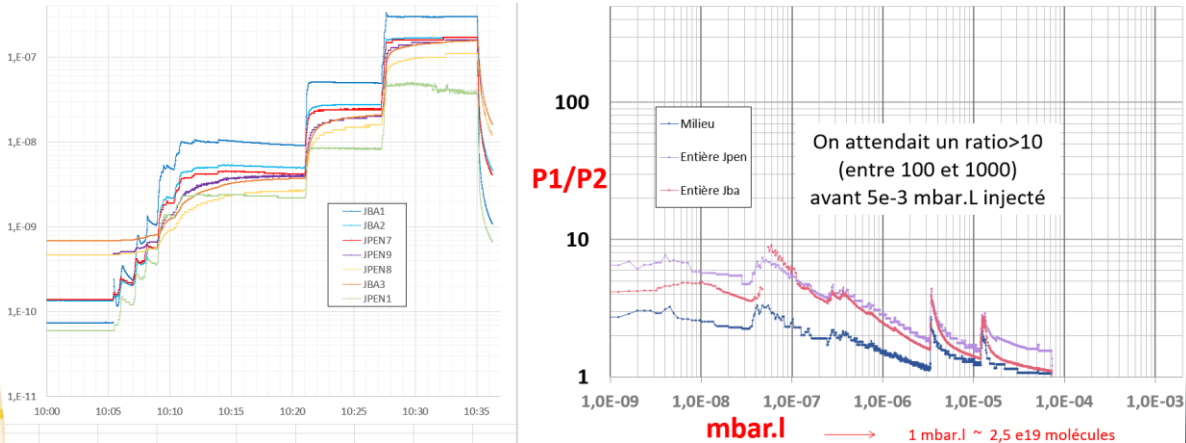 1,E-07
1,E-08
1,E-09
1,E-10
1,E-11
10:00
10:05
10:10
10:15
10:20
10:25
10:30
10:35
JBA1
JBA2
JPEN7
JPEN9
JPEN8
JBA3
JPEN1
100
10
1
P1/P2
Milieu
Entière Jpen
Entière Jba
On attendait un ratio>10
(entre 100 et 1000)
avant 5e-3 mbar.L injecté
1,0E-09
1,0E-08
1,0E-07
1,0E-06
1,0E-05
1,0E-04
1,0E-03
mbar.l
1 mbar.l ~ 2,5 e19 molécules